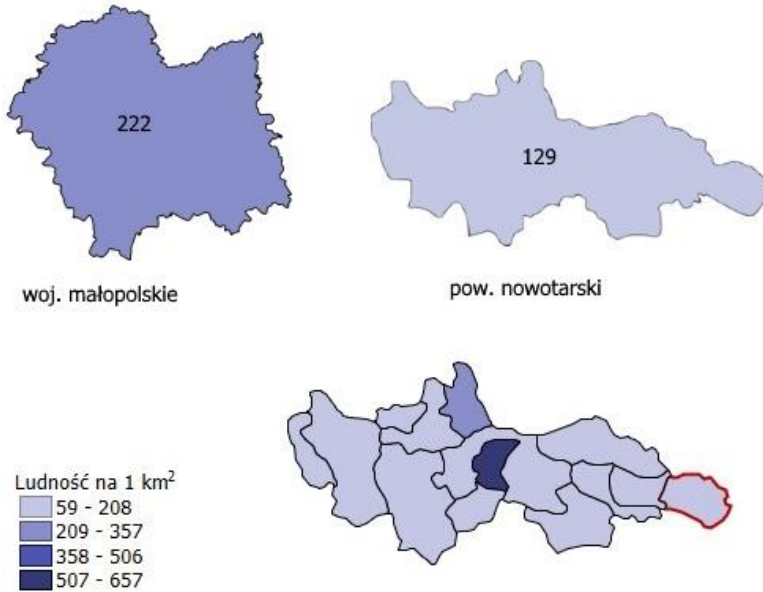 222
129
woj. małopolskie
pow. nowotarski
Ludność na 1 km²
59 - 208
209 - 357
358 - 506
507 - 657